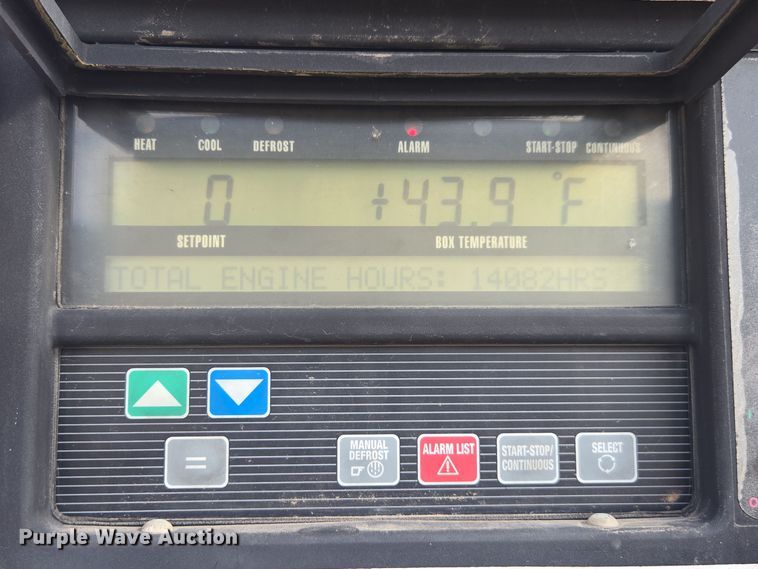 HEAT COOL DEFROST ALARM START-STOP CONTINUOUS
0 +43.9 °F
SETPOINT BOX TEMPERATURE
TOTAL ENGINE HOURS: 14082HRS
=
MANUAL DEFROST
ALARM LIST
START-STOP/ CONTINUOUS
SELECT
Purple Wave Auction